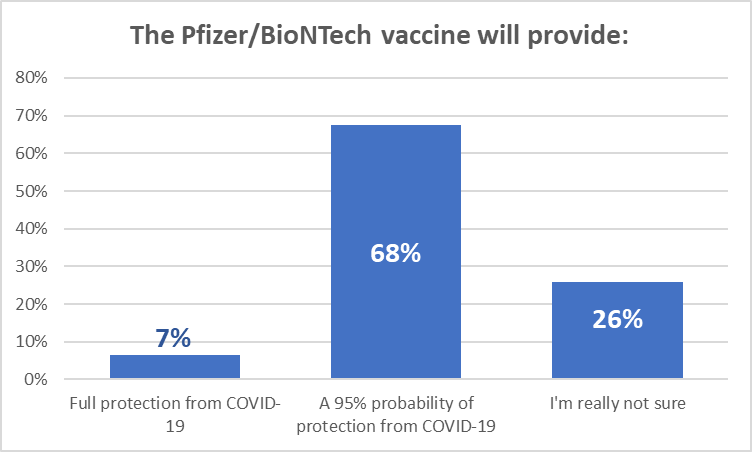 The Pfizer/BioNTech vaccine will provide:
80%
70%
60%
50%
40%
30%
20%
10%
0%
7%
68%
26%
Full protection from COVID-
19
A 95% probability of
protection from COVID-19
I'm really not sure